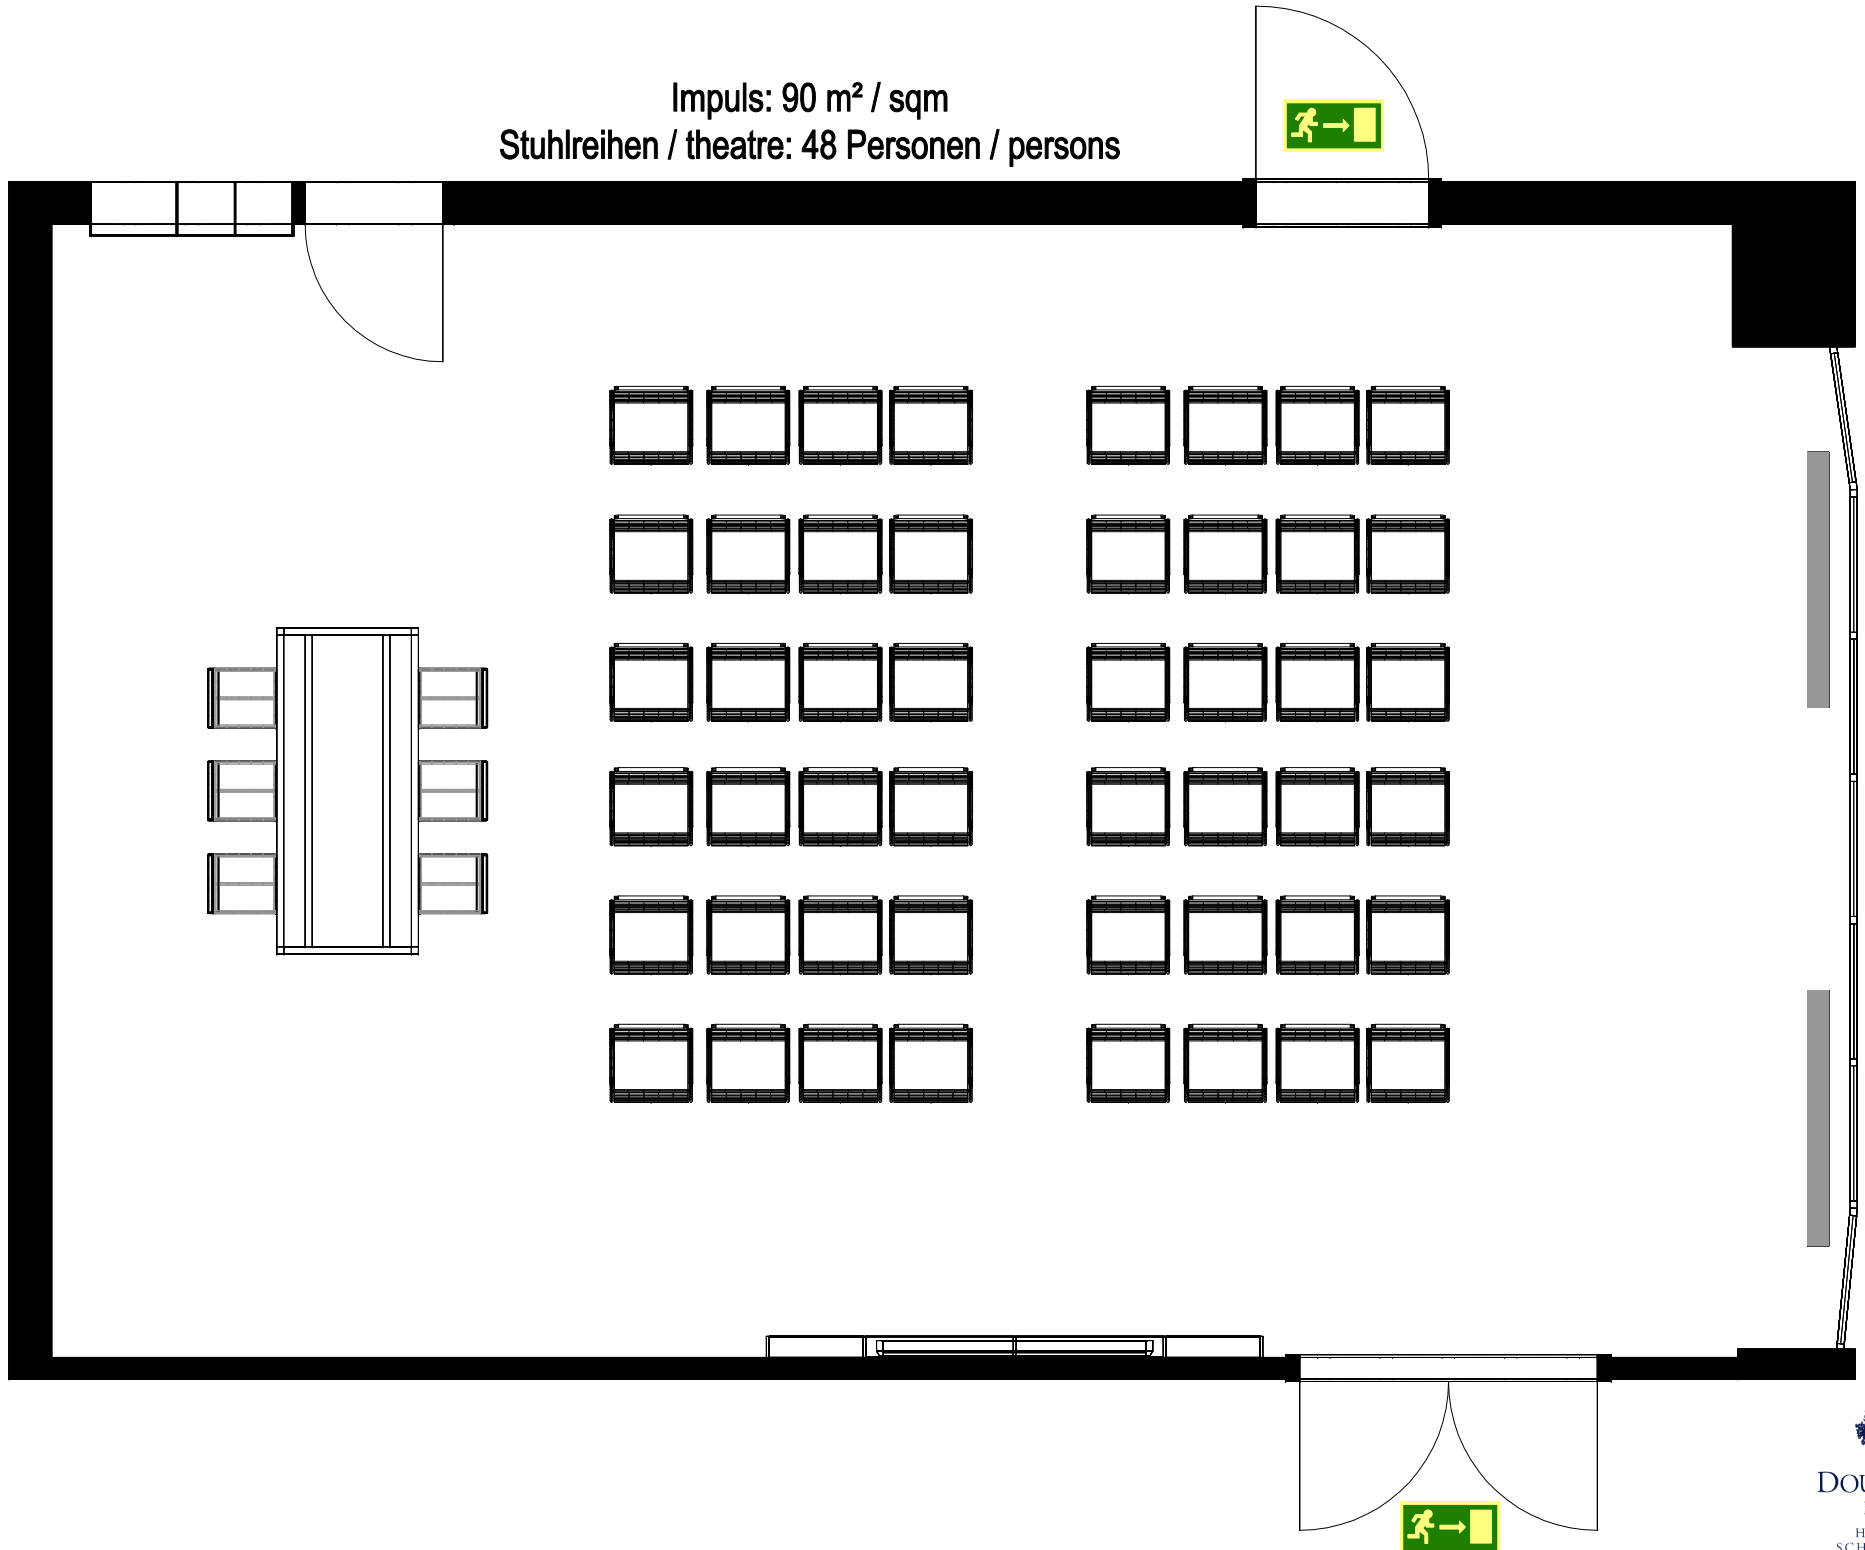 Impuls: 90 m² / sqm
Stuhlreihen / theatre: 48 Personen / persons